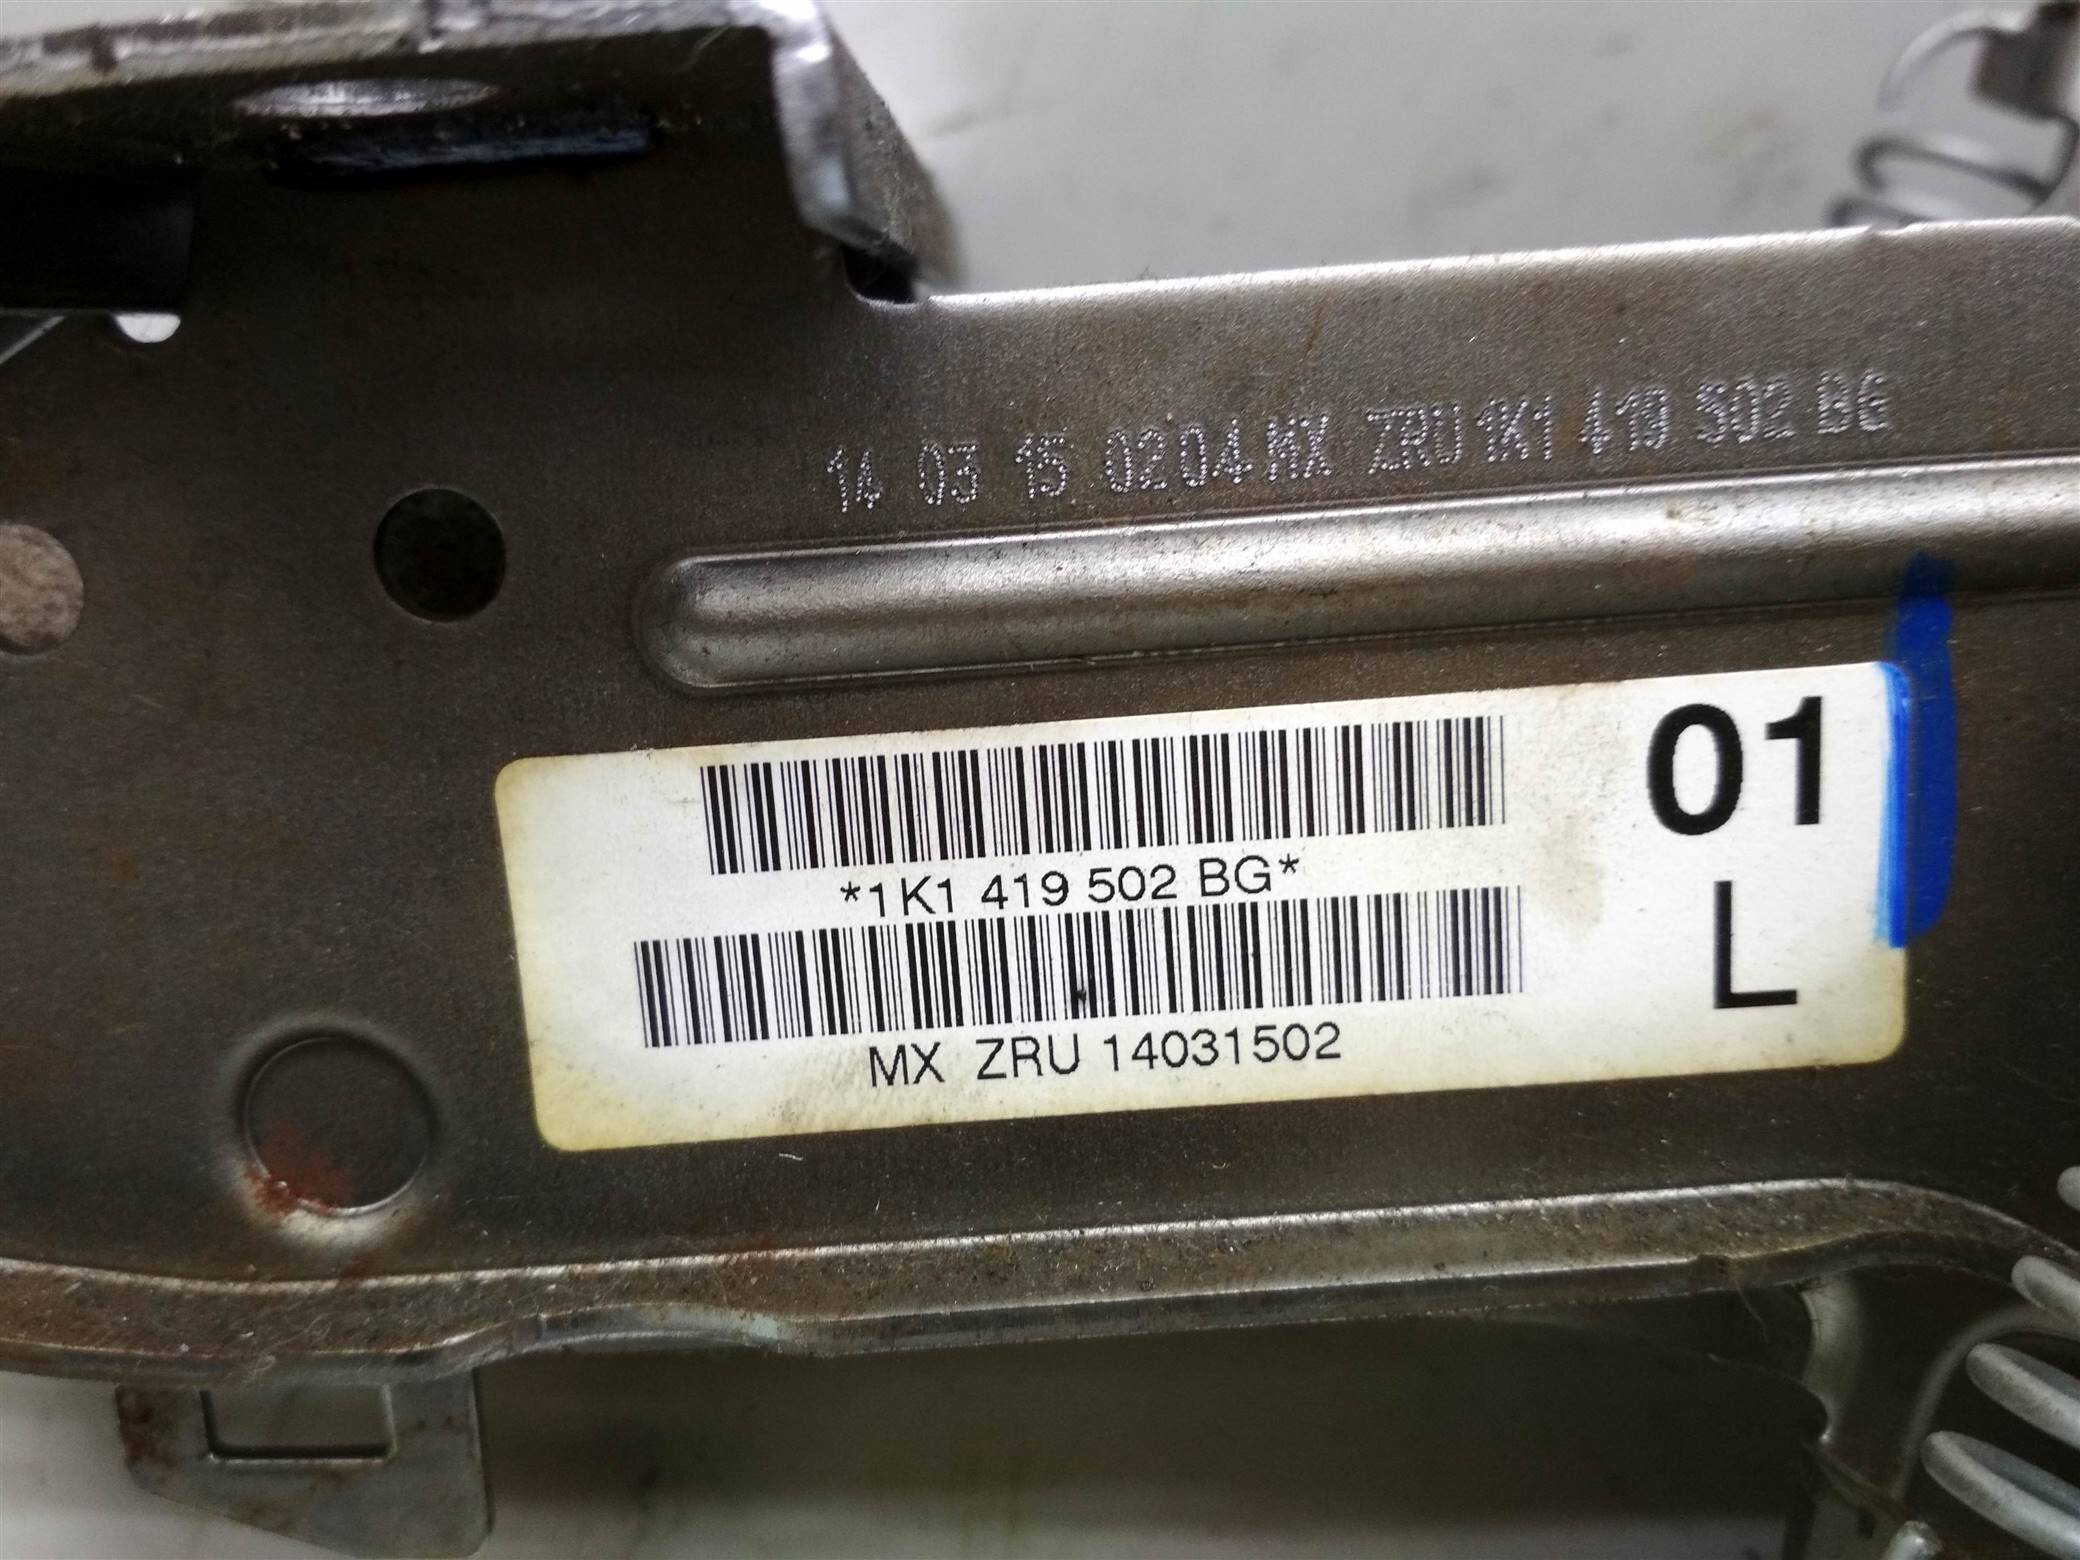 14 03 15 0204 MX ZRU 1K1 419 502 BG
01
*1K1 419 502 BG*
L
MX ZRU 14031502